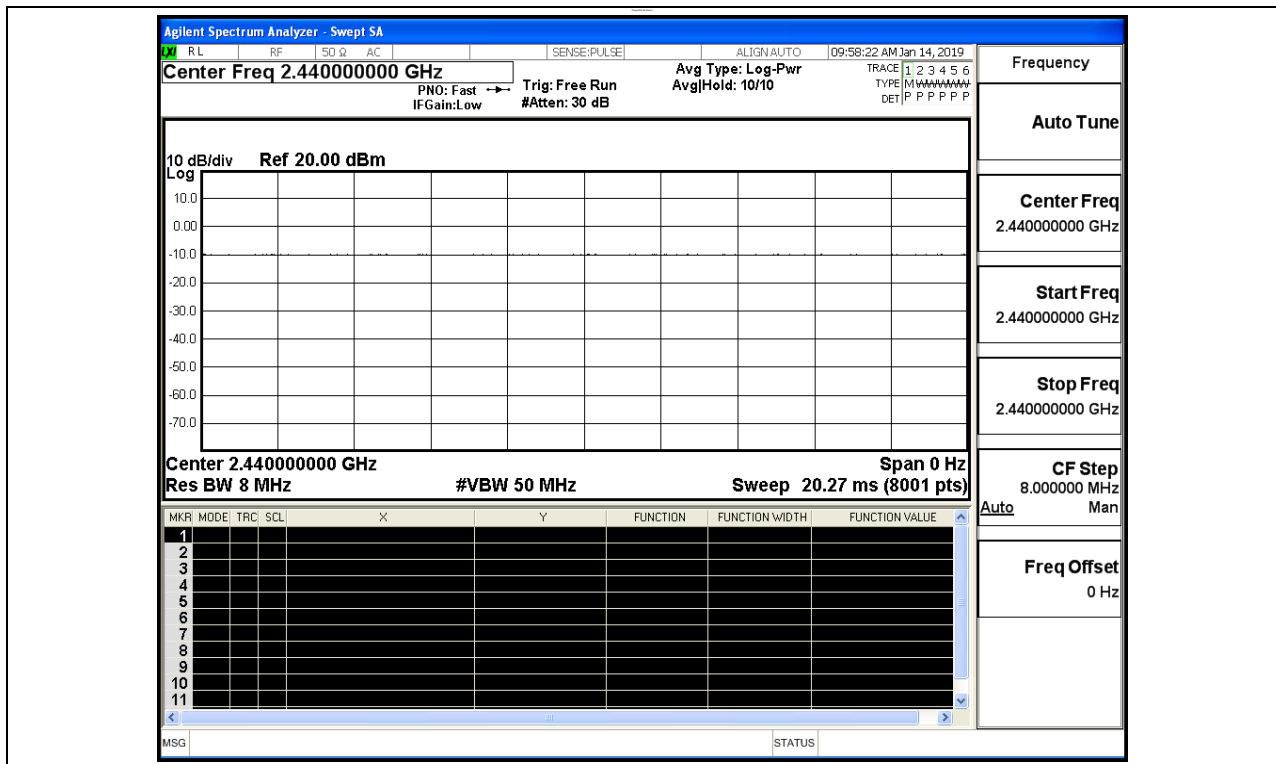 Agilent Spectrum Analyzer - Swept SA
LXI RL RF 50 Ω AC SENSE:PULSE ALIGN AUTO 09:58:22 AM Jan 14, 2019
Center Freq 2.440000000 GHz
PNO: Fast
IFGain:Low
Trig: Free Run
#Atten: 30 dB
Avg Type: Log-Pwr
Avg|Hold: 10/10
TRACE 1 2 3 4 5 6
TYPE M WWWWW
DET P P P P P P
10 dB/div Ref 20.00 dBm
Log
10.0
0.00
-10.0
-20.0
-30.0
-40.0
-50.0
-60.0
-70.0
Center 2.440000000 GHz Span 0 Hz
Res BW 8 MHz #VBW 50 MHz Sweep 20.27 ms (8001 pts)
MKR MODE TRC SCL X Y FUNCTION FUNCTION WIDTH FUNCTION VALUE
1
2
3
4
5
6
7
8
9
10
11
MSG STATUS
Frequency
Auto Tune
Center Freq
2.440000000 GHz
Start Freq
2.440000000 GHz
Stop Freq
2.440000000 GHz
CF Step
8.000000 MHz
Auto Man
Freq Offset
0 Hz